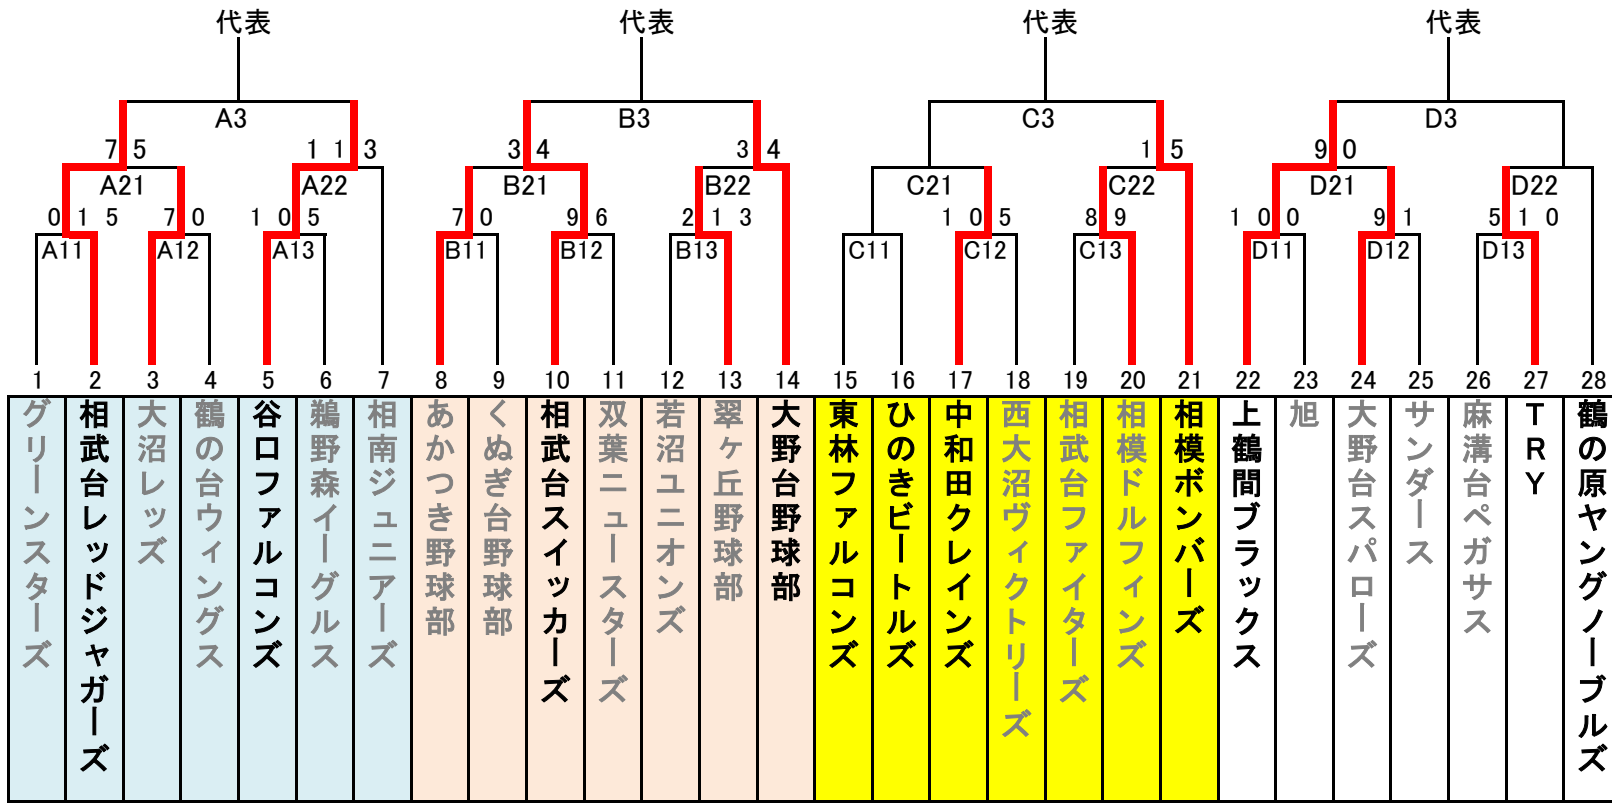 代表 代表 代表 代表
A3 B3 C3 D3
7 5 1 1 3 3 4 3 4 1 5 9 0
A21 A22 B21 B22 C21 C22 D21 D22
0 1 5 7 0 1 0 5 7 0 9 6 2 1 3 1 0 5 8 9 1 0 0 9 1 5 1 0
A11 A12 A13 B11 B12 B13 C11 C12 C13 D11 D12 D13
1 2 3 4 5 6 7 8 9 10 11 12 13 14 15 16 17 18 19 20 21 22 23 24 25 26 27 28
グリーンスターズ
相武台レッドジャガーズ
大沼レッズ
鶴の台ウィングス
谷口ファルコンズ
鵜野森イーグルス
相南ジュニアーズ
あかつき野球部
くぬぎ台野球部
相武台スイッカーズ
双葉ニュースターズ
若沼ユニオンズ
翠ヶ丘野球部
大野台野球部
東林ファルコンズ
ひのきビートルズ
中和田クレインズ
西大沼ヴィクトリーズ
相武台ファイターズ
相模ドルフィンズ
相模ボンバーズ
上鶴間ブラックス
旭
大野台スパローズ
サンダース
麻溝台ペガサス
TRY
鶴の原ヤングノーブルズ